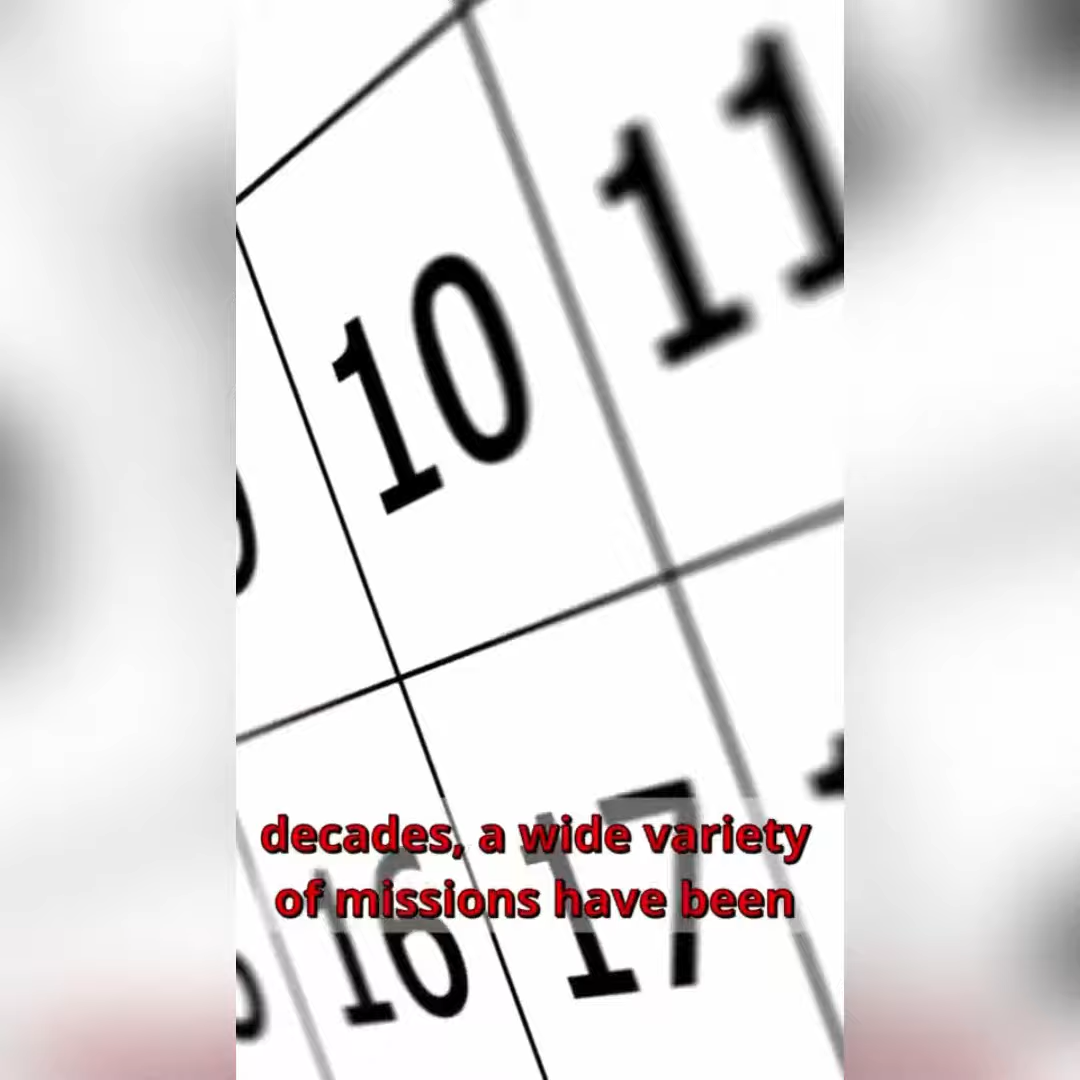 11
10
decades, a wide variety
of missions have been
16 17